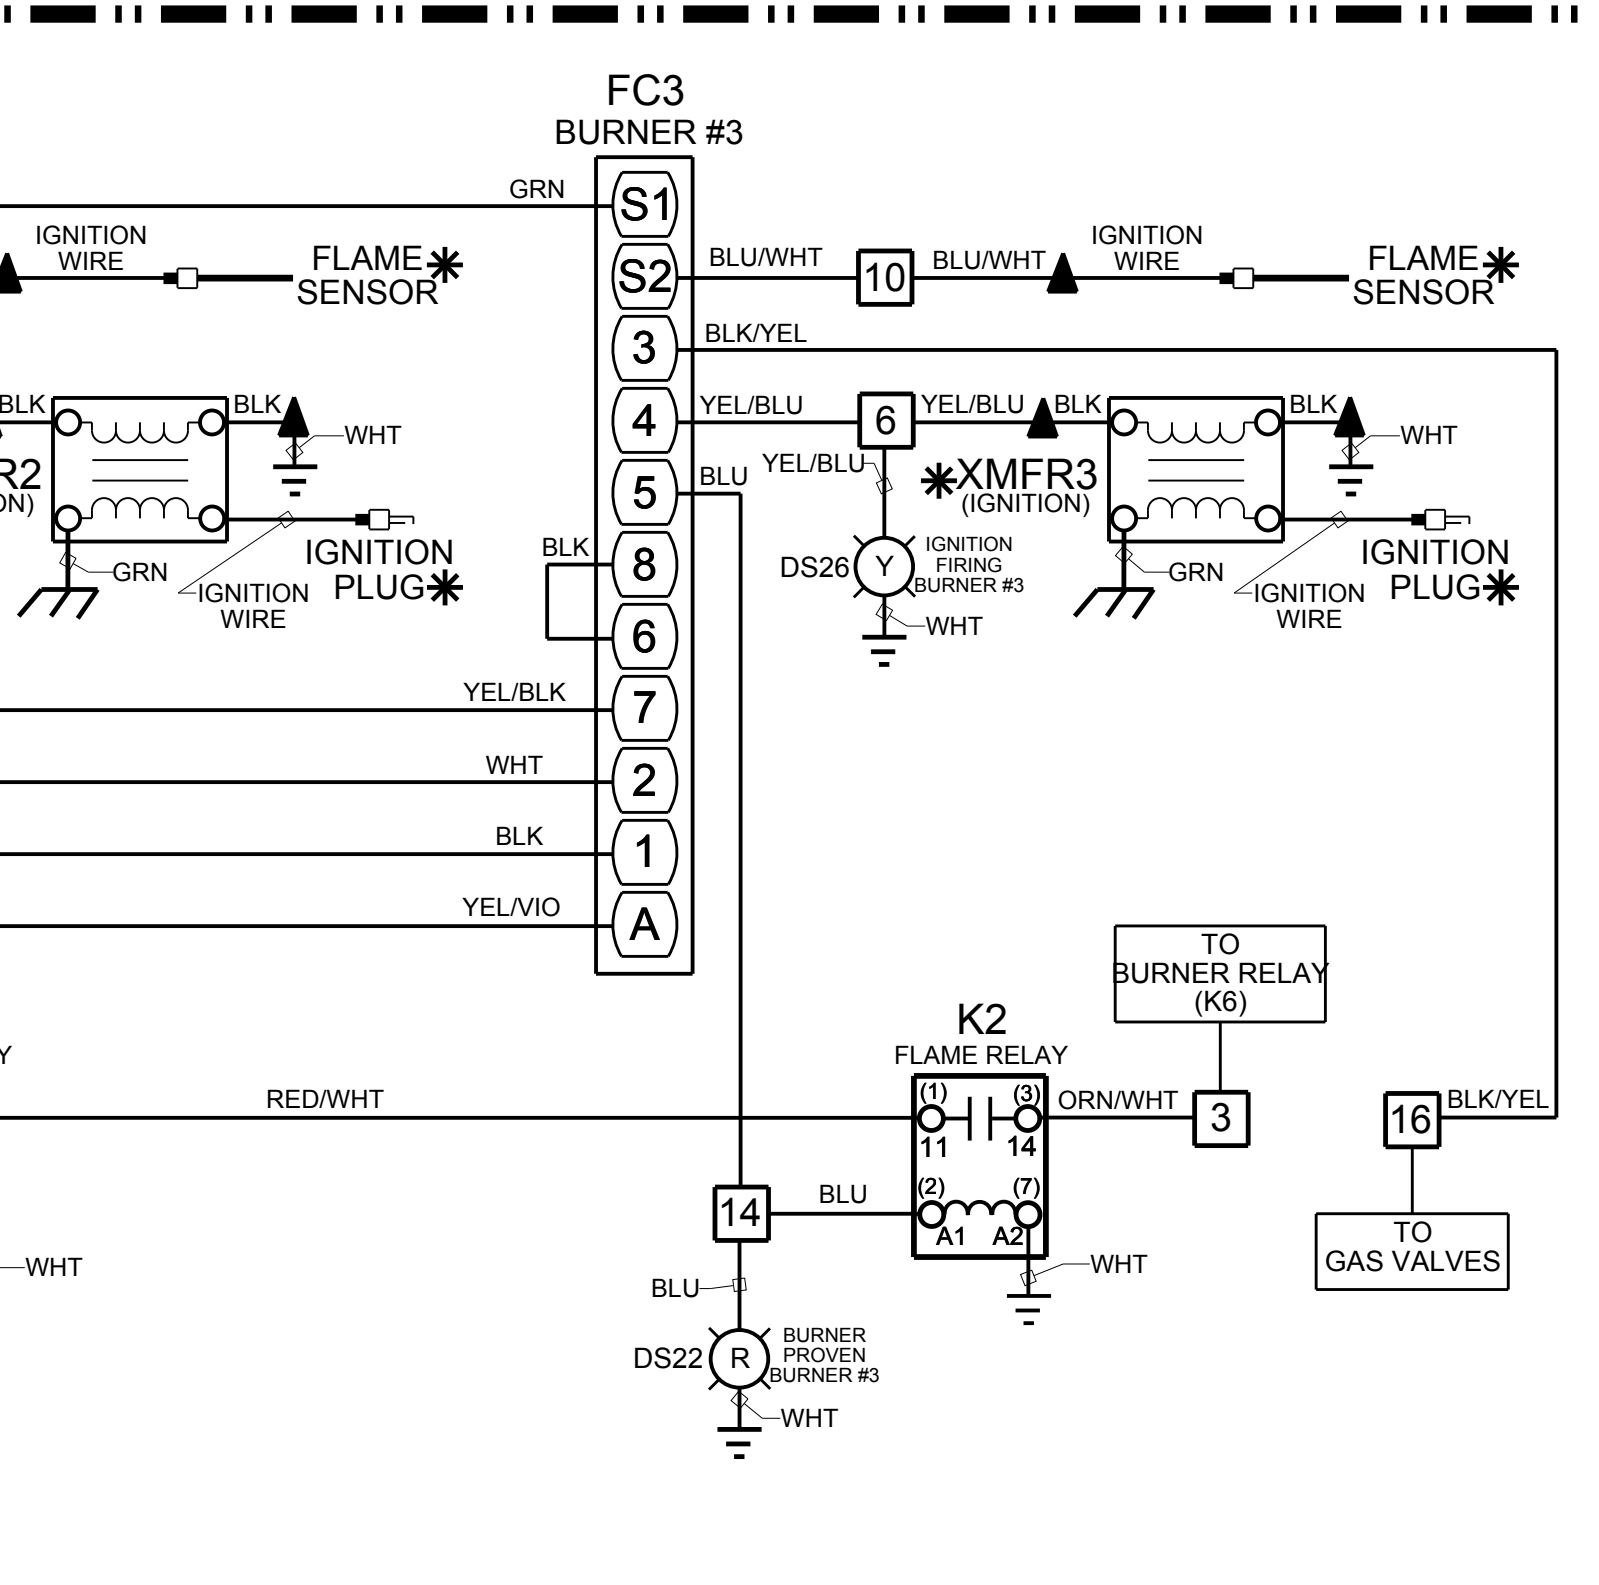 FC3
BURNER #3
GRN
S1
IGNITION
WIRE
FLAME
SENSOR
S2
BLU/WHT
10
BLU/WHT
IGNITION
WIRE
FLAME
SENSOR
3
BLK/YEL
BLK
BLK
WHT
R2
ON)
GRN
IGNITION
WIRE
IGNITION
PLUG
4
YEL/BLU
6
YEL/BLU
BLK
BLK
WHT
YEL/BLU
XMFR3
(IGNITION)
5
BLU
BLK
8
DS26
Y
IGNITION
FIRING
BURNER #3
WHT
GRN
IGNITION
WIRE
IGNITION
PLUG
6
YEL/BLK
7
WHT
2
BLK
1
YEL/VIO
A
TO
BURNER RELAY
(K6)
K2
FLAME RELAY
Y
RED/WHT
(1)
(3)
11
14
ORN/WHT
3
16
BLK/YEL
14
BLU
(2)
(7)
A1
A2
WHT
TO
GAS VALVES
WHT
BLU
DS22
R
BURNER
PROVEN
BURNER #3
WHT